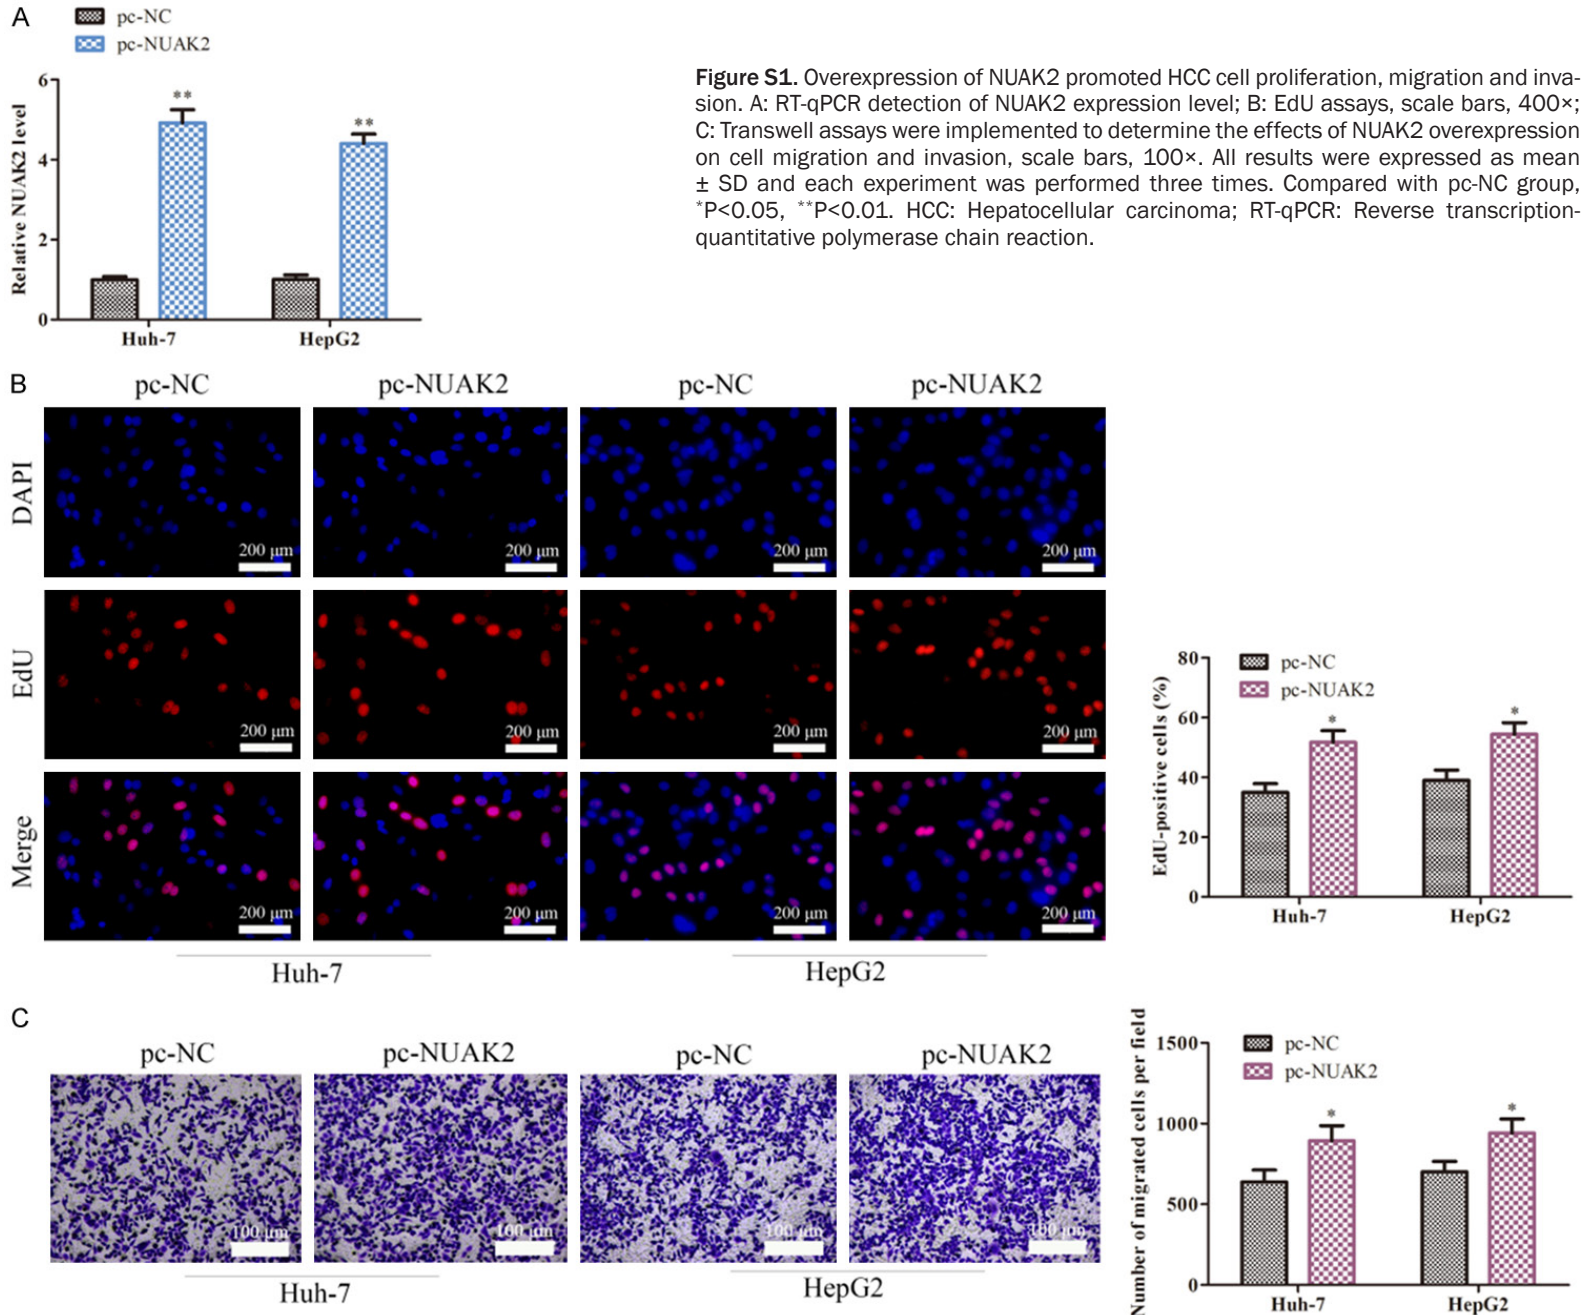 A
pc-NC
pc-NUAK2
Relative NUAK2 level
6
4
2
0
**
**
Huh-7
HepG2
Figure S1. Overexpression of NUAK2 promoted HCC cell proliferation, migration and inva-
sion. A: RT-qPCR detection of NUAK2 expression level; B: EdU assays, scale bars, 400×;
C: Transwell assays were implemented to determine the effects of NUAK2 overexpression
on cell migration and invasion, scale bars, 100×. All results were expressed as mean
± SD and each experiment was performed three times. Compared with pc-NC group,
*P<0.05, **P<0.01. HCC: Hepatocellular carcinoma; RT-qPCR: Reverse transcription-
quantitative polymerase chain reaction.
B
pc-NC pc-NUAK2 pc-NC pc-NUAK2
DAPI
200 μm 200 μm 200 μm 200 μm
EdU
200 μm 200 μm 200 μm 200 μm
Merge
200 μm 200 μm 200 μm 200 μm
Huh-7 HepG2
EdU-positive cells (%)
80
60
40
20
0
pc-NC
pc-NUAK2
*
*
Huh-7 HepG2
C
pc-NC pc-NUAK2 pc-NC pc-NUAK2
100 μm 100 μm 100 μm 100 μm
Huh-7 HepG2
Number of migrated cells per field
1500
1000
500
0
pc-NC
pc-NUAK2
*
*
Huh-7 HepG2